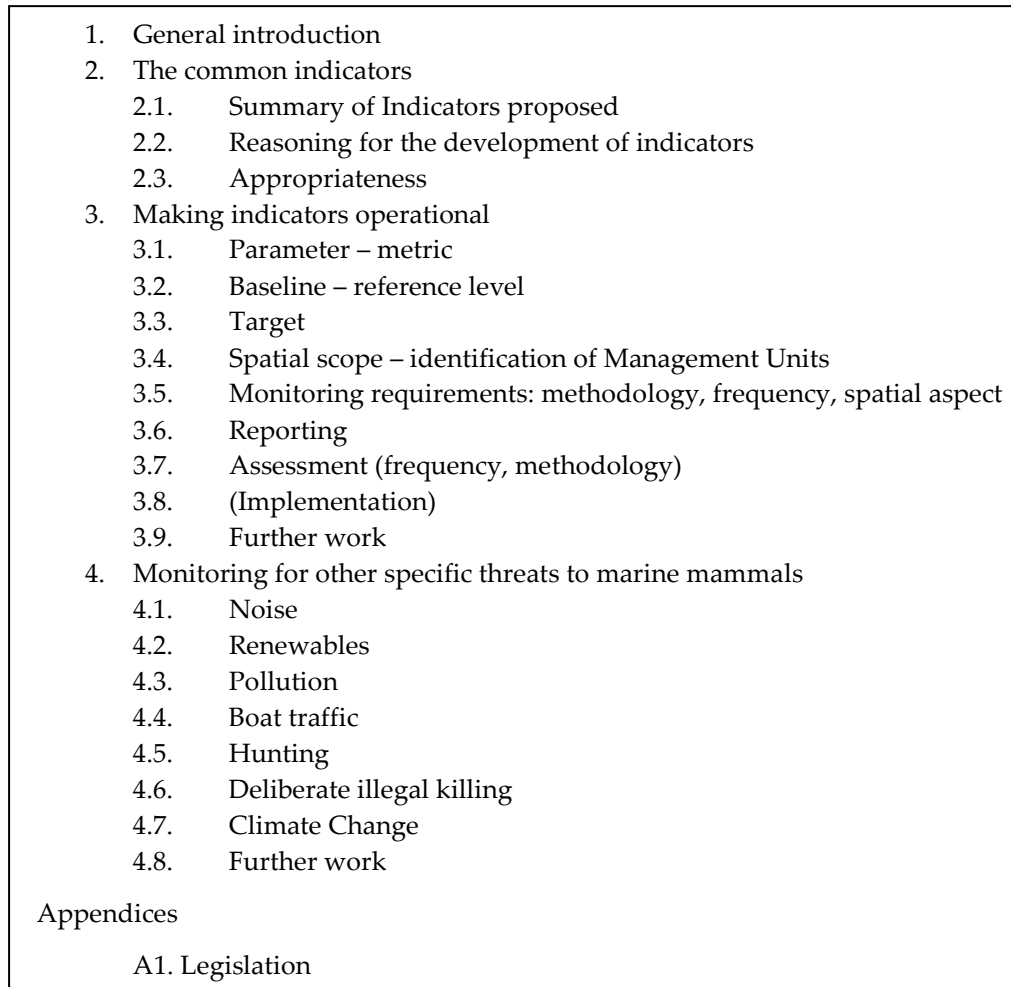 1. General introduction
2. The common indicators
2.1. Summary of Indicators proposed
2.2. Reasoning for the development of indicators
2.3. Appropriateness
3. Making indicators operational
3.1. Parameter – metric
3.2. Baseline – reference level
3.3. Target
3.4. Spatial scope – identification of Management Units
3.5. Monitoring requirements: methodology, frequency, spatial aspect
3.6. Reporting
3.7. Assessment (frequency, methodology)
3.8. (Implementation)
3.9. Further work
4. Monitoring for other specific threats to marine mammals
4.1. Noise
4.2. Renewables
4.3. Pollution
4.4. Boat traffic
4.5. Hunting
4.6. Deliberate illegal killing
4.7. Climate Change
4.8. Further work
Appendices
A1. Legislation